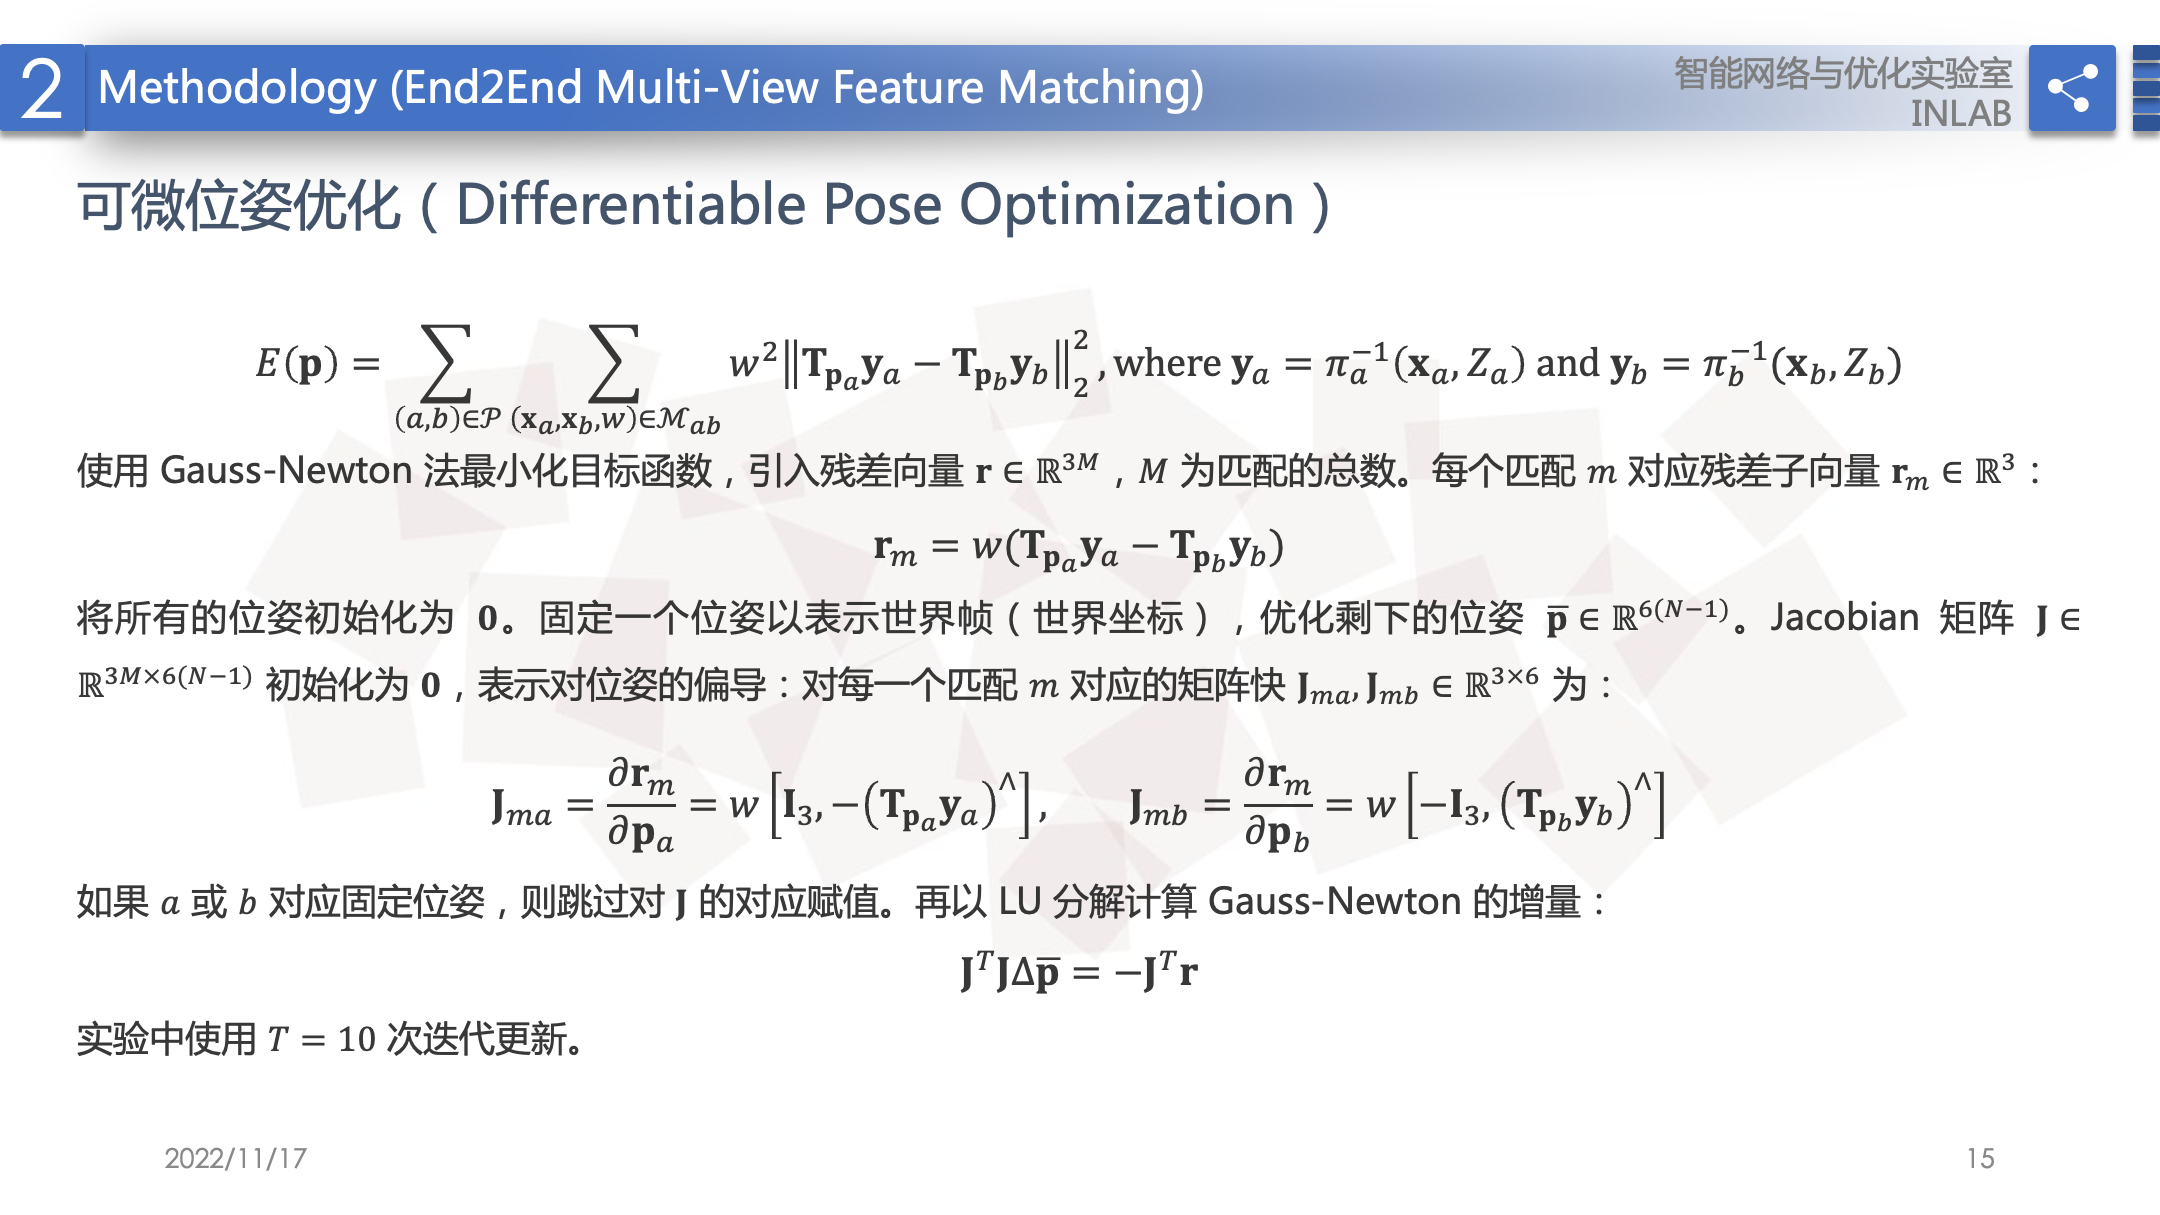 2
Methodology (End2End Multi-View Feature Matching)
智能网络与优化实验室
INLAB
可微位姿优化（Differentiable Pose Optimization）
$E(\mathbf{p}) = \sum_{(a,b)\in\mathcal{P}} \sum_{(\mathbf{x}_a,\mathbf{x}_b,w)\in\mathcal{M}_{ab}} w^2 \left\| \mathbf{T}_{\mathbf{p}_a}\mathbf{y}_a - \mathbf{T}_{\mathbf{p}_b}\mathbf{y}_b \right\|_2^2, \text{where } \mathbf{y}_a = \pi_a^{-1}(\mathbf{x}_a, Z_a) \text{ and } \mathbf{y}_b = \pi_b^{-1}(\mathbf{x}_b, Z_b)$
使用 Gauss-Newton 法最小化目标函数，引入残差向量 $\mathbf{r} \in \mathbb{R}^{3M}$，$M$ 为匹配的总数。每个匹配 $m$ 对应残差子向量 $\mathbf{r}_m \in \mathbb{R}^3$：
$\mathbf{r}_m = w(\mathbf{T}_{\mathbf{p}_a}\mathbf{y}_a - \mathbf{T}_{\mathbf{p}_b}\mathbf{y}_b)$
将所有的位姿初始化为 $\mathbf{0}$。固定一个位姿以表示世界帧（世界坐标），优化剩下的位姿 $\overline{\mathbf{p}} \in \mathbb{R}^{6(N-1)}$。Jacobian 矩阵 $\mathbf{J} \in$
$\mathbb{R}^{3M\times 6(N-1)}$ 初始化为 $\mathbf{0}$，表示对位姿的偏导：对每一个匹配 $m$ 对应的矩阵快 $\mathbf{J}_{ma}, \mathbf{J}_{mb} \in \mathbb{R}^{3\times 6}$ 为：
$\mathbf{J}_{ma} = \frac{\partial \mathbf{r}_m}{\partial \mathbf{p}_a} = w\left[\mathbf{I}_3, -\left(\mathbf{T}_{\mathbf{p}_a}\mathbf{y}_a\right)^{\wedge}\right], \quad \mathbf{J}_{mb} = \frac{\partial \mathbf{r}_m}{\partial \mathbf{p}_b} = w\left[-\mathbf{I}_3, \left(\mathbf{T}_{\mathbf{p}_b}\mathbf{y}_b\right)^{\wedge}\right]$
如果 $a$ 或 $b$ 对应固定位姿，则跳过对 $\mathbf{J}$ 的对应赋值。再以 LU 分解计算 Gauss-Newton 的增量：
$\mathbf{J}^T\mathbf{J}\Delta\overline{\mathbf{p}} = -\mathbf{J}^T\mathbf{r}$
实验中使用 $T = 10$ 次迭代更新。
2022/11/17
15